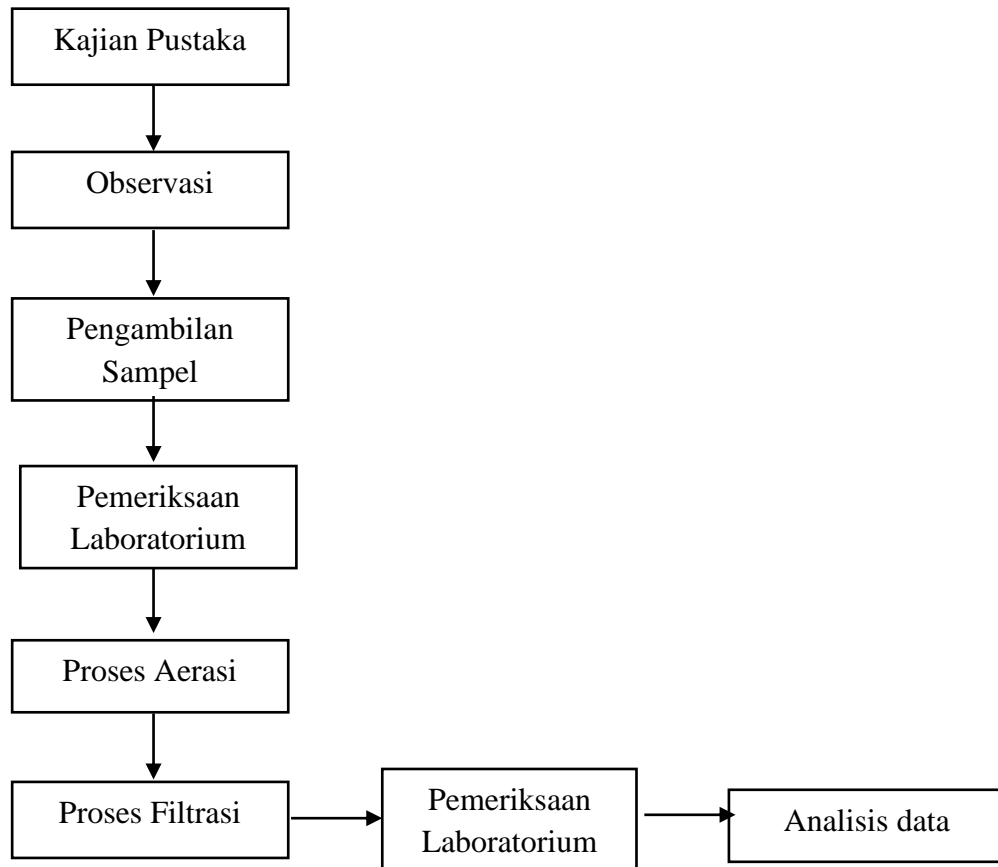 Kajian Pustaka
Observasi
Pengambilan
Sampel
Pemeriksaan
Laboratorium
Proses Aerasi
Proses Filtrasi
Pemeriksaan
Laboratorium
Analisis data